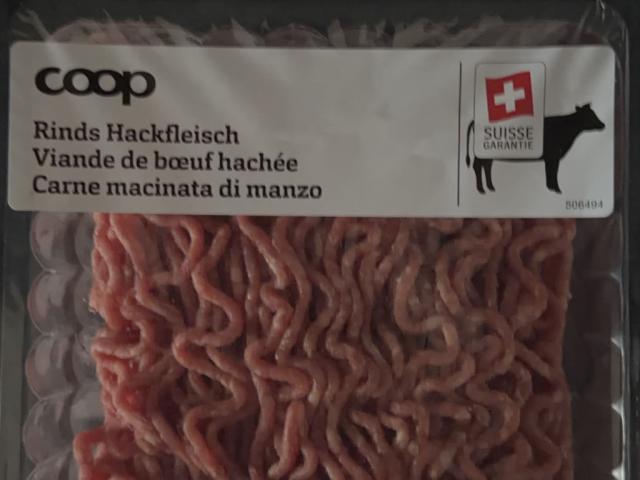 coop
Rinds Hackfleisch
Viande de bœuf hachée
Carne macinata di manzo
SUISSE
GARANTIE
506494